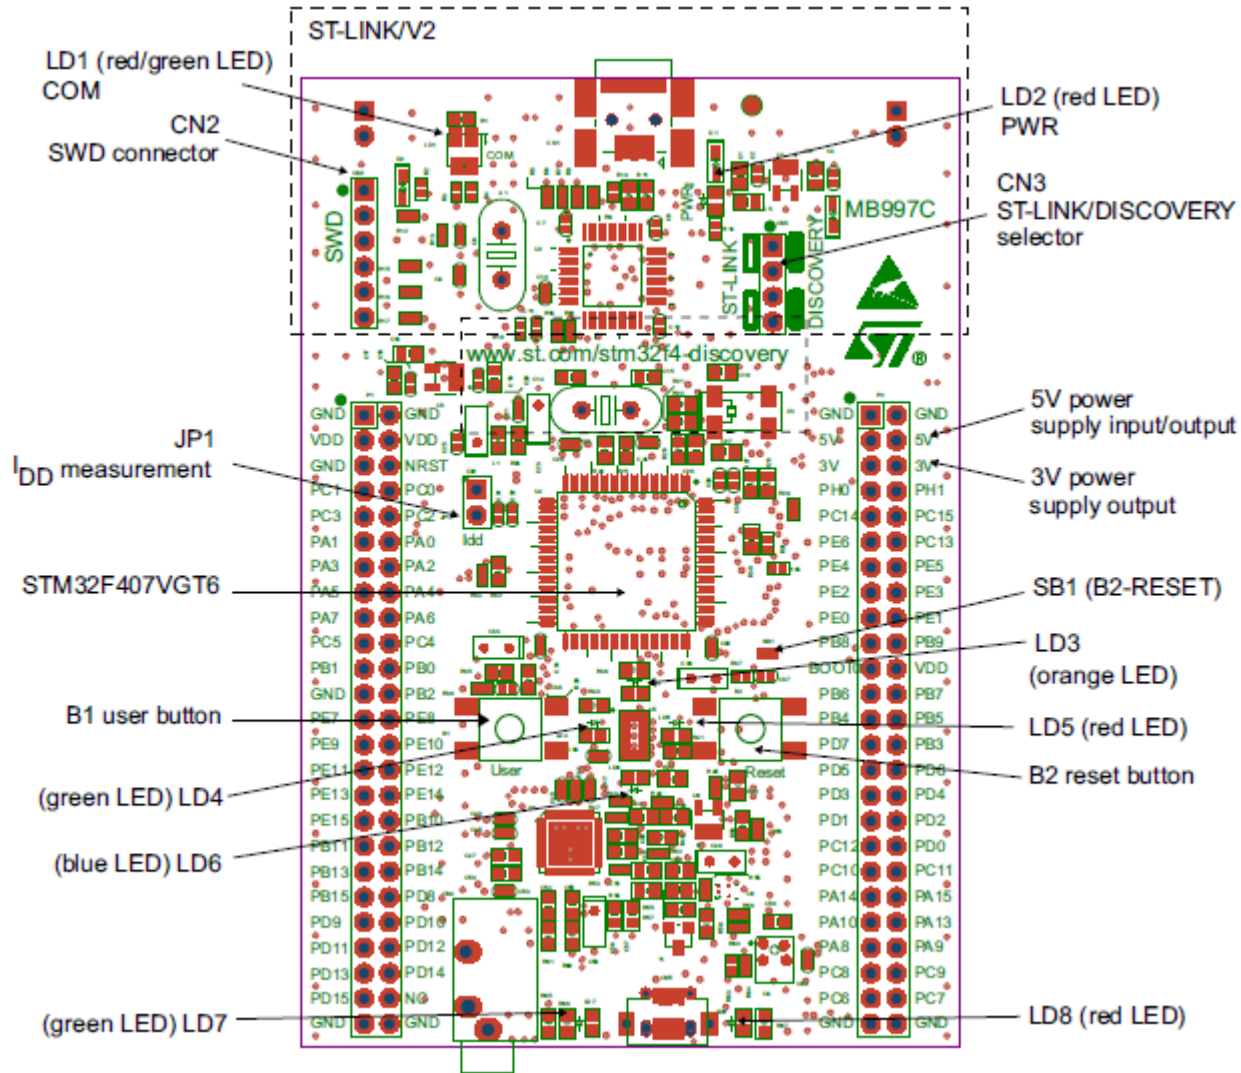 ST-LINK/V2
LD1 (red/green LED)
COM
CN2
SWD connector
LD2 (red LED)
PWR
CN3
ST-LINK/DISCOVERY
selector
COM
PWR
SWD
MB997C
ST-LINK
DISCOVERY
www.st.com/stm32f4-discovery
ST®
JP1
IDD measurement
STM32F407VGT6
B1 user button
(green LED) LD4
(blue LED) LD6
(green LED) LD7
5V power
supply input/output
3V power
supply output
SB1 (B2-RESET)
LD3
(orange LED)
LD5 (red LED)
B2 reset button
LD8 (red LED)
Idd
User
Reset
GND GND
VDD VDD
GND NRST
PC1 PC0
PC3 PC2
PA1 PA0
PA3 PA2
PA5 PA4
PA7 PA6
PC5 PC4
PB1 PB0
GND PB2
PE7 PE8
PE9 PE10
PE11 PE12
PE13 PE14
PE15 PB10
PB11 PB12
PB13 PB14
PB15 PD8
PD9 PD10
PD11 PD12
PD13 PD14
PD15 NC
GND GND
GND GND
5V 5V
3V 3V
PH0 PH1
PC14 PC15
PE6 PC13
PE4 PE5
PE2 PE3
PE0 PE1
PB8 PB9
BOOT0 VDD
PB6 PB7
PB4 PB5
PD7 PB3
PD5 PD6
PD3 PD4
PD1 PD2
PC12 PD0
PC10 PC11
PA14 PA15
PA10 PA13
PA8 PA9
PC8 PC9
PC6 PC7
GND GND